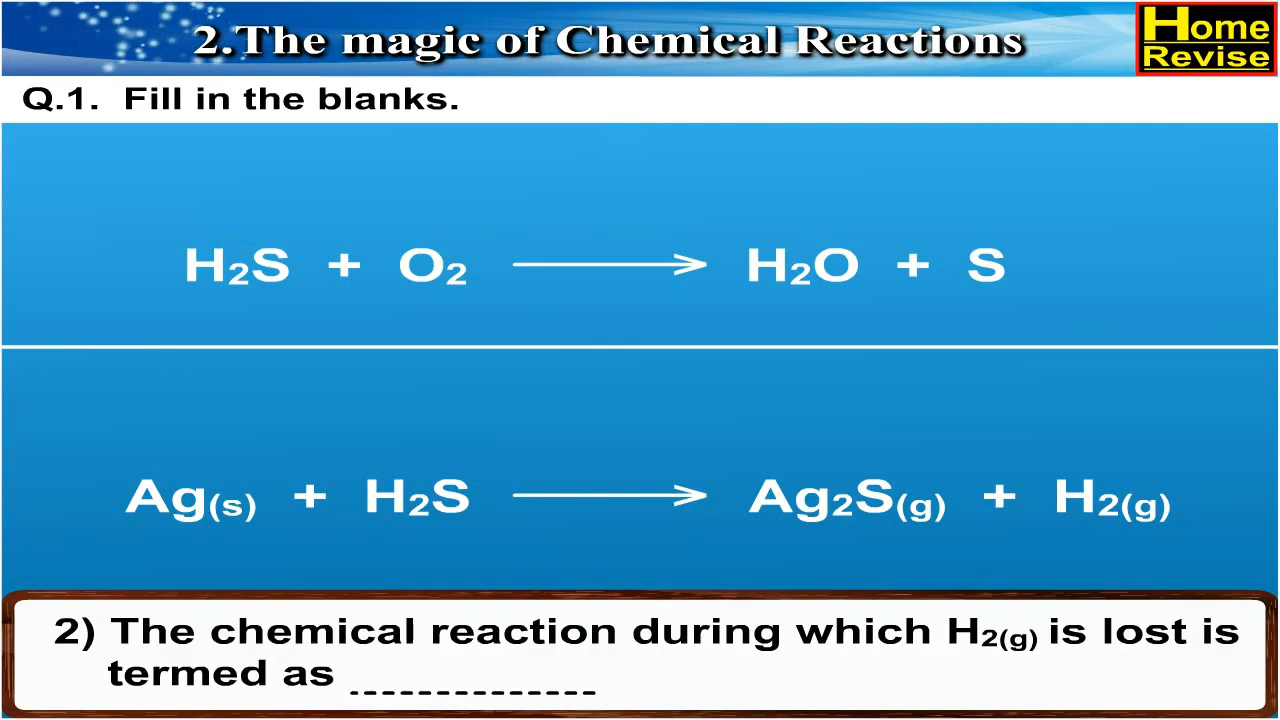 2.The magic of Chemical Reactions
Home
Revise
Q.1. Fill in the blanks.
H₂S + O₂ ⟶ H₂O + S
Ag(s) + H₂S ⟶ Ag₂S(g) + H₂(g)
2) The chemical reaction during which H₂(g) is lost is
termed as --------------